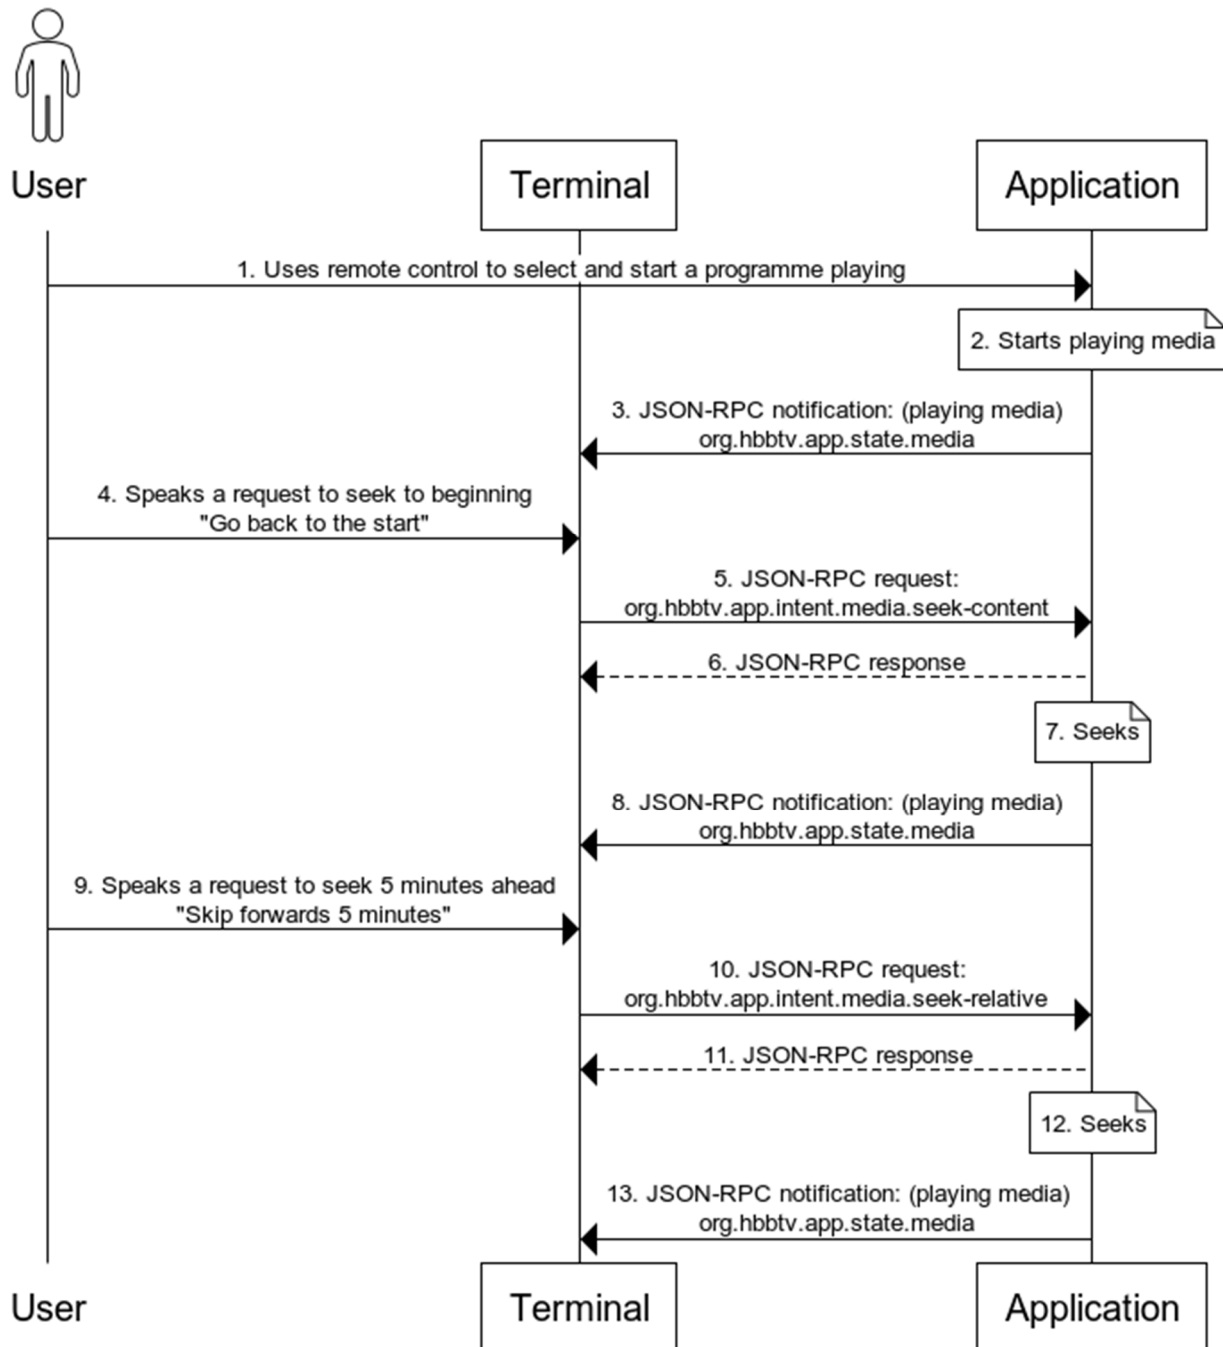 User
Terminal
Application
1. Uses remote control to select and start a programme playing
2. Starts playing media
3. JSON-RPC notification: (playing media)
org.hbbtv.app.state.media
4. Speaks a request to seek to beginning
"Go back to the start"
5. JSON-RPC request:
org.hbbtv.app.intent.media.seek-content
6. JSON-RPC response
7. Seeks
8. JSON-RPC notification: (playing media)
org.hbbtv.app.state.media
9. Speaks a request to seek 5 minutes ahead
"Skip forwards 5 minutes"
10. JSON-RPC request:
org.hbbtv.app.intent.media.seek-relative
11. JSON-RPC response
12. Seeks
13. JSON-RPC notification: (playing media)
org.hbbtv.app.state.media
User
Terminal
Application